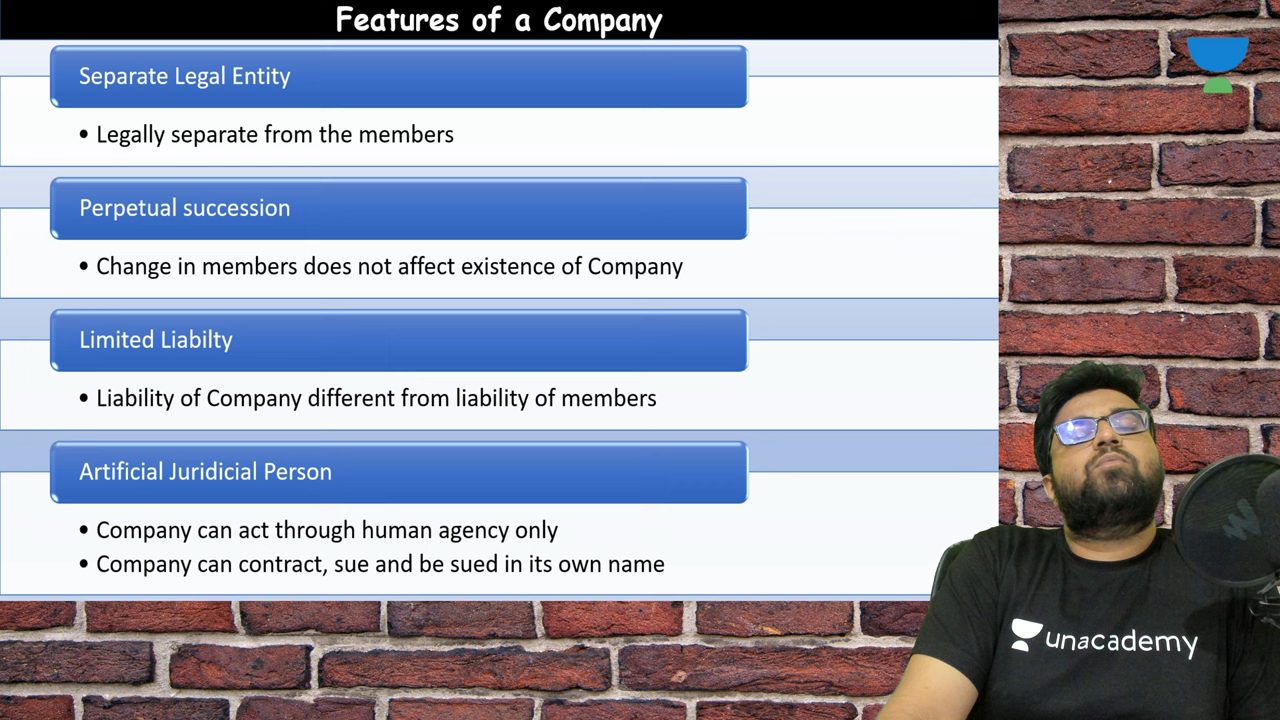 Features of a Company
Separate Legal Entity
• Legally separate from the members
Perpetual succession
• Change in members does not affect existence of Company
Limited Liabilty
• Liability of Company different from liability of members
Artificial Juridicial Person
• Company can act through human agency only
• Company can contract, sue and be sued in its own name
unacademy